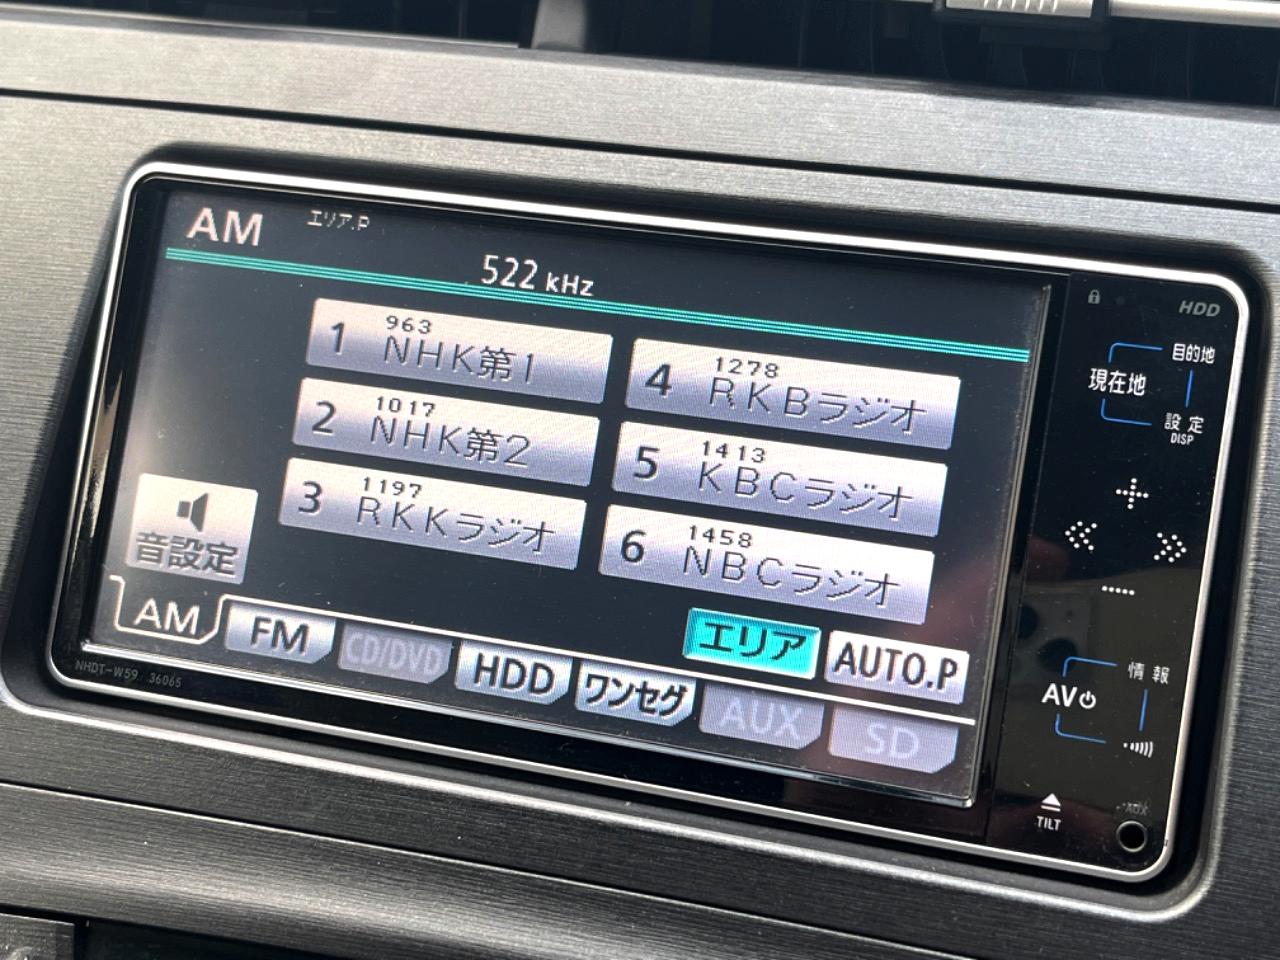 AM エリア.P
522 kHz
1 963 NHK第1
2 1017 NHK第2
3 1197 RKKラジオ
4 1278 RKBラジオ
5 1413 KBCラジオ
6 1458 NBCラジオ
音設定
エリア AUTO.P
AM FM CD/DVD HDD ワンセグ AUX SD
NHDT-W59 36065
HDD
目的地
現在地
設定
DISP
情報
AV
TILT
AUX